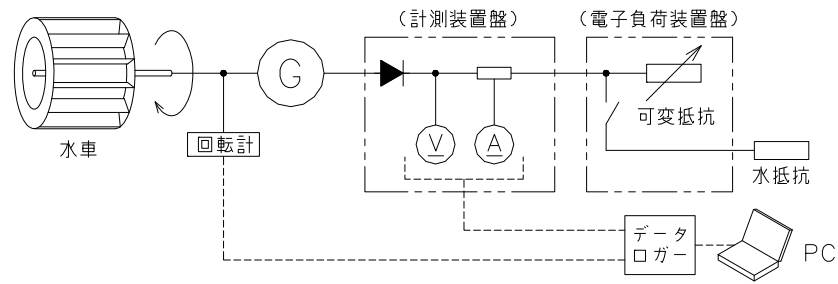 （計測装置盤）
（電子負荷装置盤）
G
水車
回転計
V
A
可変抵抗
水抵抗
データ
ロガー
PC